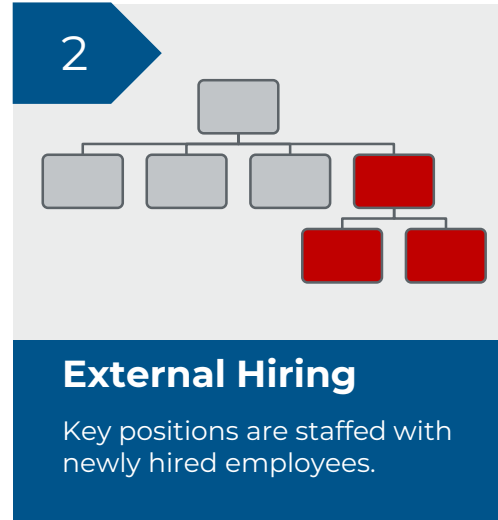 2
External Hiring
Key positions are staffed with
newly hired employees.